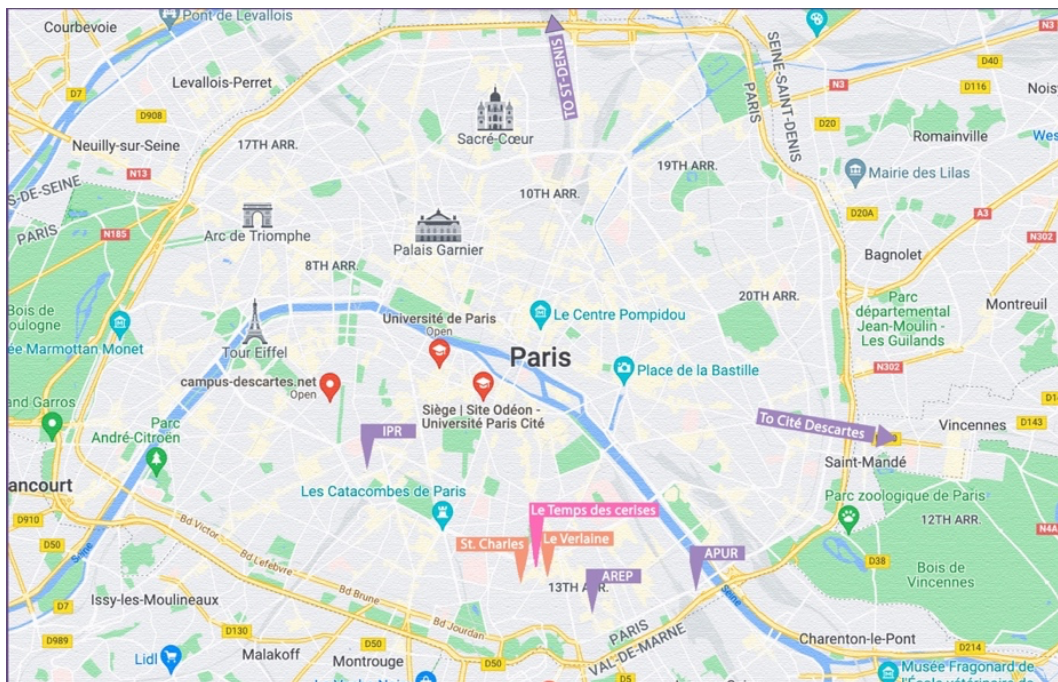 Pont de Levallois
Courbevoie
N3
D7
Levallois-Perret
TO ST-DENIS
SEINE-SAINT-DENIS
PARIS
D40
N3
D116
Noisy
D908
Neuilly-sur-Seine
17TH ARR.
Sacré-Cœur
D20
Romainville
N13
19TH ARR.
Mairie des Lilas
10TH ARR.
PARIS
N185
Arc de Triomphe
Palais Garnier
D20A
A3
N302
8TH ARR.
Bagnolet
Bois de
oulogne
20TH ARR.
Parc
départemental
Jean-Moulin -
Les Guilands
Montreuil
Université de Paris
Open
Le Centre Pompidou
ée Marmottan Monet
Tour Eiffel
Paris
Place de la Bastille
N302
campus-descartes.net
Open
and Garros
Siège | Site Odéon -
Université Paris Cité
Parc
André-Citroën
IPR
To Cité Descartes
Vincennes
D143
Saint-Mandé
ancourt
Les Catacombes de Paris
Parc zoologique de Paris
D910
Bd Victor
Le Temps des cerises
12TH ARR.
N4A
D50
Seine
Bd Lefebvre
St. Charles
Le Verlaine
APUR
D38
Bois de
Vincennes
Bd Brune
AREP
13TH ARR.
D7
Issy-les-Moulineaux
Bd Jourdan
Seine
PARIS
VAL-DE-MARNE
D989
D130
D50
Charenton-le-Pont
Lidl
Malakoff
Montrouge
D50
D214
D5
Musée Fragonard de